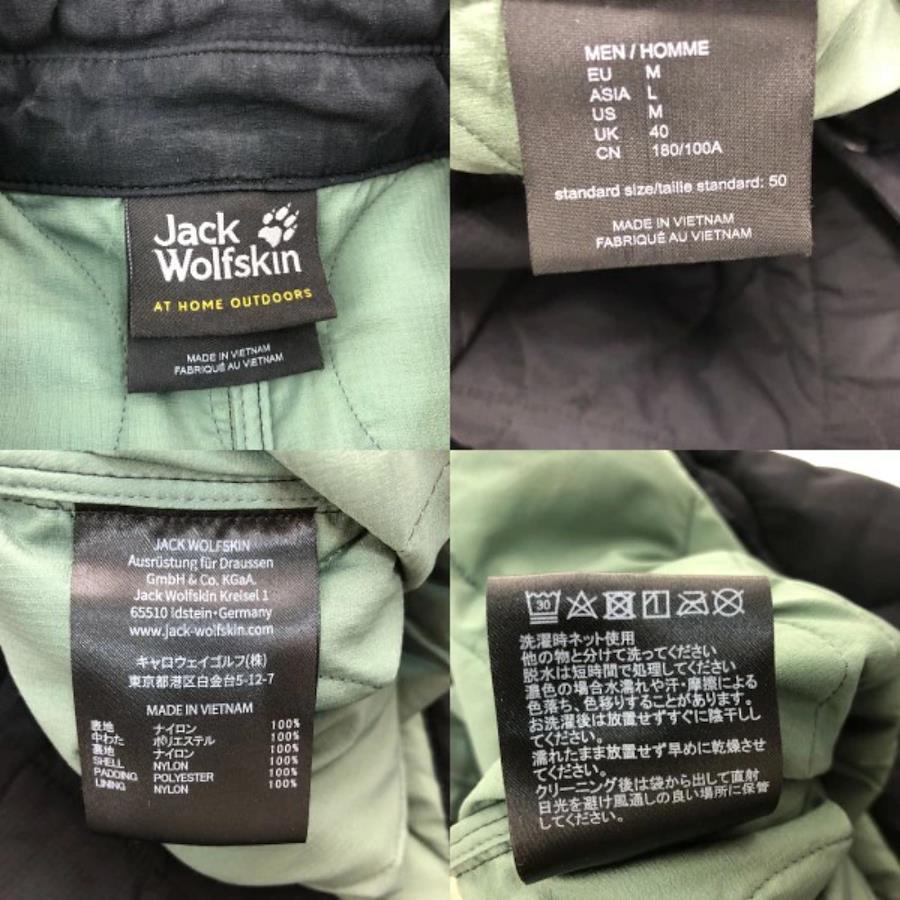 Jack
Wolfskin
AT HOME OUTDOORS
MADE IN VIETNAM
FABRIQUÉ AU VIETNAM
MEN / HOMME
EU M
ASIA L
US M
UK 40
CN 180/100A
standard size/taille standard: 50
MADE IN VIETNAM
FABRIQUÉ AU VIETNAM
JACK WOLFSKIN
Ausrüstung für Draussen
GmbH & Co. KGaA.
Jack Wolfskin Kreisel 1
65510 Idstein・Germany
www.jack-wolfskin.com
キャロウェイゴルフ(株)
東京都港区白金台5-12-7
MADE IN VIETNAM
表地 ナイロン 100%
中わた ポリエステル 100%
裏地 ナイロン 100%
SHELL NYLON 100%
PADDING POLYESTER 100%
LINING NYLON 100%
30
洗濯時ネット使用
他の物と分けて洗ってください
脱水は短時間で処理してください
濃色の場合水濡れや汗・摩擦による
色落ち、色移りすることがあります。
お洗濯後は放置せずすぐに陰干しし
てください。
濡れたまま放置せず早めに乾燥させ
てください。
クリーニング後は袋から出して直射
日光を避け風通しの良い場所に保管
してください。